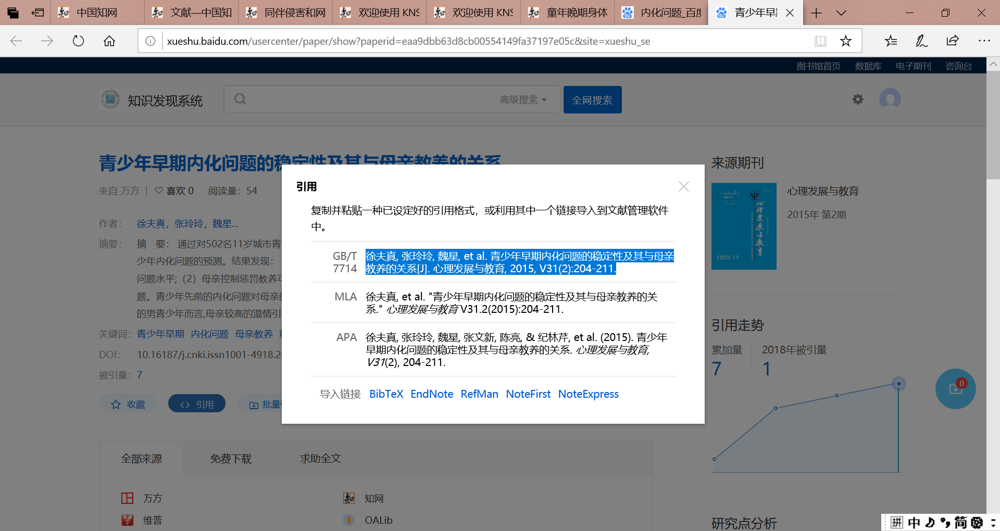 中国知网
文献—中国知
同伴侵害和网
欢迎使用 KNS
欢迎使用 KNS
童年晚期身体
内化问题_百度
青少年早期
xueshu.baidu.com/usercenter/paper/show?paperid=eaa9dbb63d8cb00554149fa37197e05c&site=xueshu_se
图书馆首页 数据库 电子期刊 咨询台
知识发现系统
高级搜索
全网搜索
青少年早期内化问题的稳定性及其与母亲教养的关系
来自 万方 | 喜欢 0 阅读量：54
作者： 徐夫真，张玲玲，魏星...
摘要： 摘 要： 通过对502名11岁城市青
少年内化问题的预测。结果发现：
问题水平;（2）母亲控制惩罚教养
题。青少年先前的内化问题对母亲
的男青少年而言,母亲较高的温情引
关键词： 青少年早期 内化问题 母亲教养
DOI： 10.16187/j.cnki.issn1001-4918.2
被引量： 7
收藏
引用
批量
引用
复制并粘贴一种已设定好的引用格式，或利用其中一个链接导入到文献管理软件
中。
GB/T
7714
徐夫真, 张玲玲, 魏星, et al. 青少年早期内化问题的稳定性及其与母亲
教养的关系[J]. 心理发展与教育, 2015, V31(2):204-211.
MLA
徐夫真, et al. "青少年早期内化问题的稳定性及其与母亲教养的关
系." 心理发展与教育 V31.2(2015):204-211.
APA
徐夫真, 张玲玲, 魏星, 张文新, 陈亮, & 纪林芹, et al. (2015). 青少年
早期内化问题的稳定性及其与母亲教养的关系. 心理发展与教育,
V31(2), 204-211.
导入链接 BibTeX EndNote RefMan NoteFirst NoteExpress
来源期刊
心理发展与教育
心理发展与教育
2015年 第2期
引用走势
累加量
7
2018年被引量
1
0
全部来源 免费下载 求助全文
万方
知网
维普
OALib
研究点分析
拼 中 简